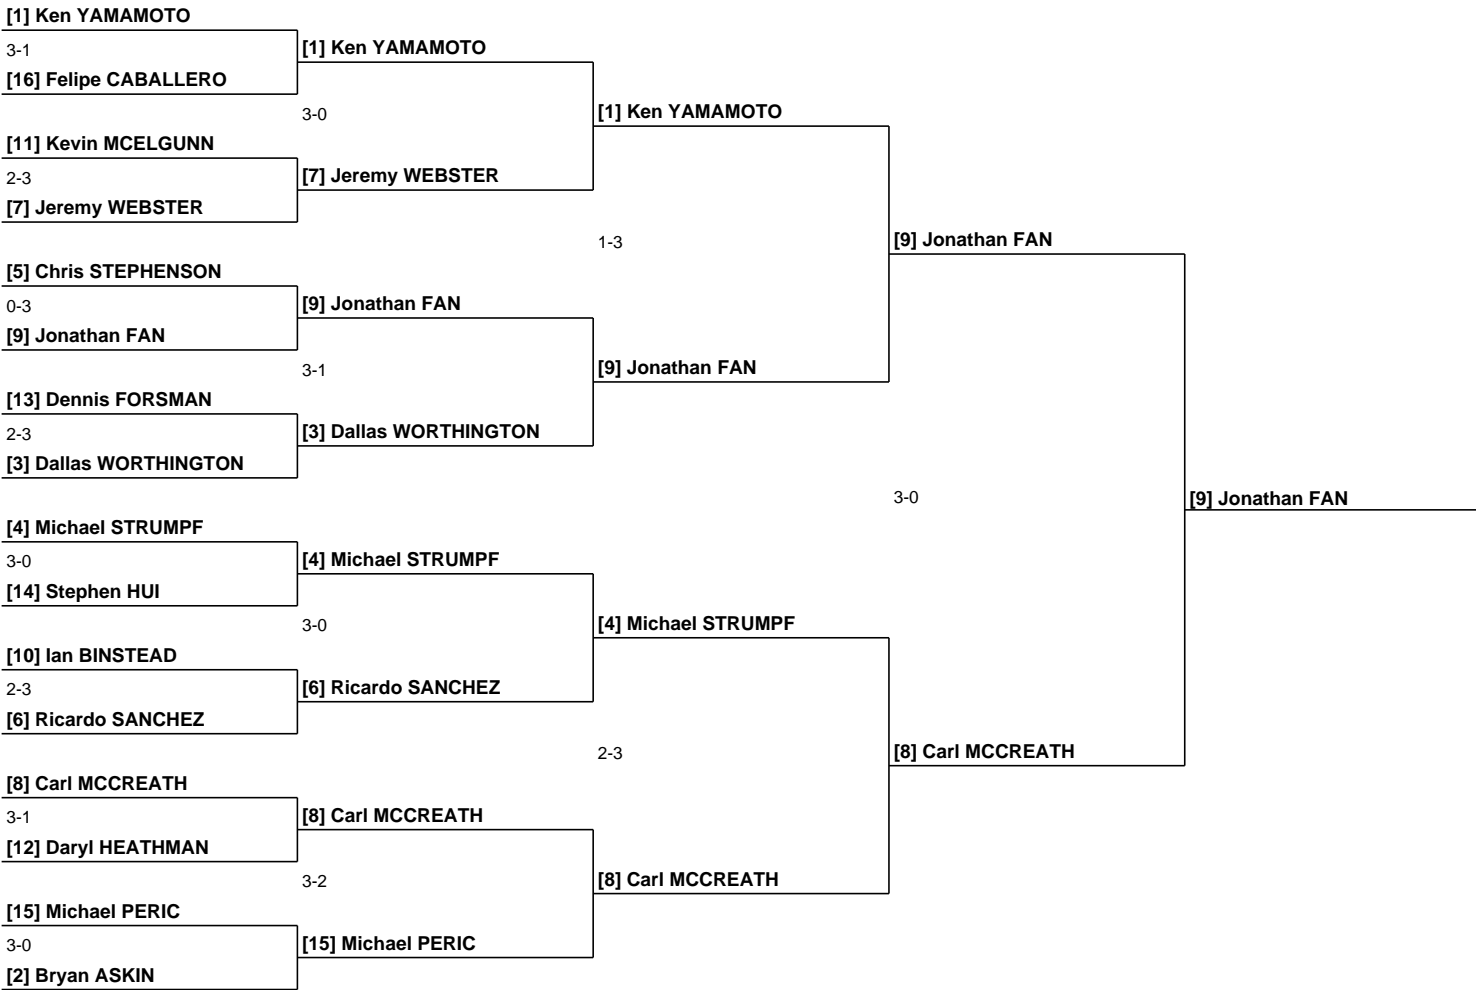 [1] Ken YAMAMOTO
3-1
[16] Felipe CABALLERO
[11] Kevin MCELGUNN
2-3
[7] Jeremy WEBSTER
[5] Chris STEPHENSON
0-3
[9] Jonathan FAN
[13] Dennis FORSMAN
2-3
[3] Dallas WORTHINGTON
[4] Michael STRUMPF
3-0
[14] Stephen HUI
[10] Ian BINSTEAD
2-3
[6] Ricardo SANCHEZ
[8] Carl MCCREATH
3-1
[12] Daryl HEATHMAN
[15] Michael PERIC
3-0
[2] Bryan ASKIN
[1] Ken YAMAMOTO
3-0
[7] Jeremy WEBSTER
[9] Jonathan FAN
3-1
[3] Dallas WORTHINGTON
[4] Michael STRUMPF
3-0
[6] Ricardo SANCHEZ
[8] Carl MCCREATH
3-2
[15] Michael PERIC
[1] Ken YAMAMOTO
1-3
[9] Jonathan FAN
[4] Michael STRUMPF
2-3
[8] Carl MCCREATH
[9] Jonathan FAN
3-0
[8] Carl MCCREATH
[9] Jonathan FAN